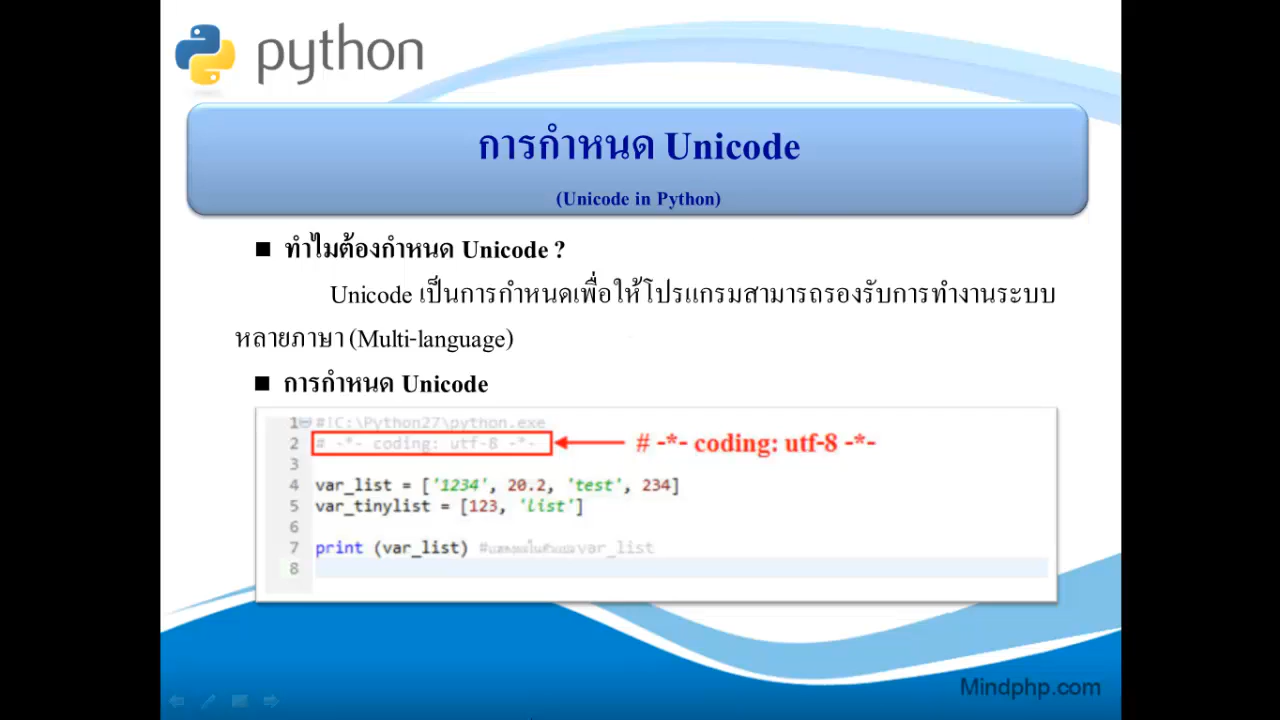 python
การกำหนด Unicode
(Unicode in Python)
■ ทำไมต้องกำหนด Unicode ?
Unicode เป็นการกำหนดเพื่อให้โปรแกรมสามารถรองรับการทำงานระบบ
หลายภาษา (Multi-language)
■ การกำหนด Unicode
1 #!C:\Python27\python.exe
2 # -*- coding: utf-8 -*- # -*- coding: utf-8 -*-
3
4 var_list = ['1234', 20.2, 'test', 234]
5 var_tinylist = [123, 'list']
6
7 print (var_list) # var_list
8
Mindphp.com